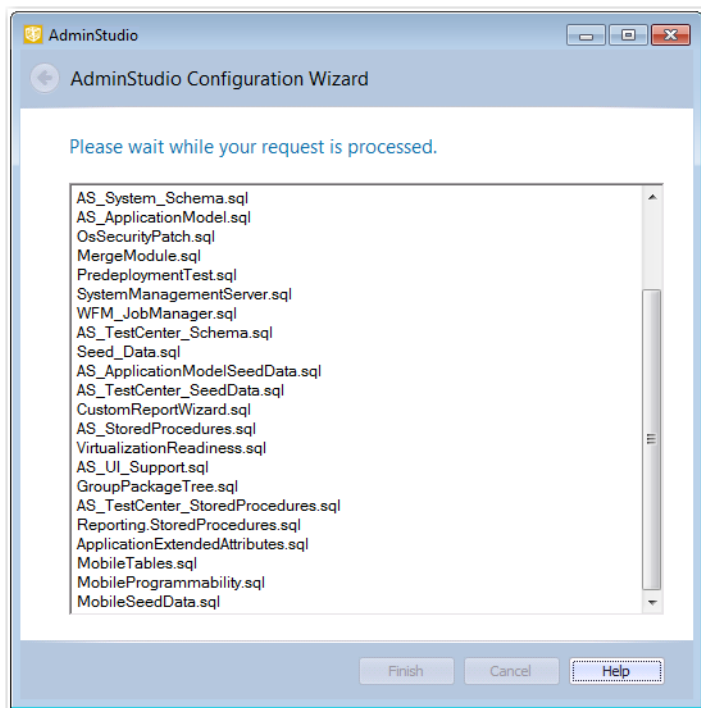 AdminStudio
AdminStudio Configuration Wizard
Please wait while your request is processed.
AS_System_Schema.sql
AS_ApplicationModel.sql
OsSecurityPatch.sql
MergeModule.sql
PredeploymentTest.sql
SystemManagementServer.sql
WFM_JobManager.sql
AS_TestCenter_Schema.sql
Seed_Data.sql
AS_ApplicationModelSeedData.sql
AS_TestCenter_SeedData.sql
CustomReportWizard.sql
AS_StoredProcedures.sql
VirtualizationReadiness.sql
AS_UI_Support.sql
GroupPackageTree.sql
AS_TestCenter_StoredProcedures.sql
Reporting.StoredProcedures.sql
ApplicationExtendedAttributes.sql
MobileTables.sql
MobileProgrammability.sql
MobileSeedData.sql
Finish Cancel Help